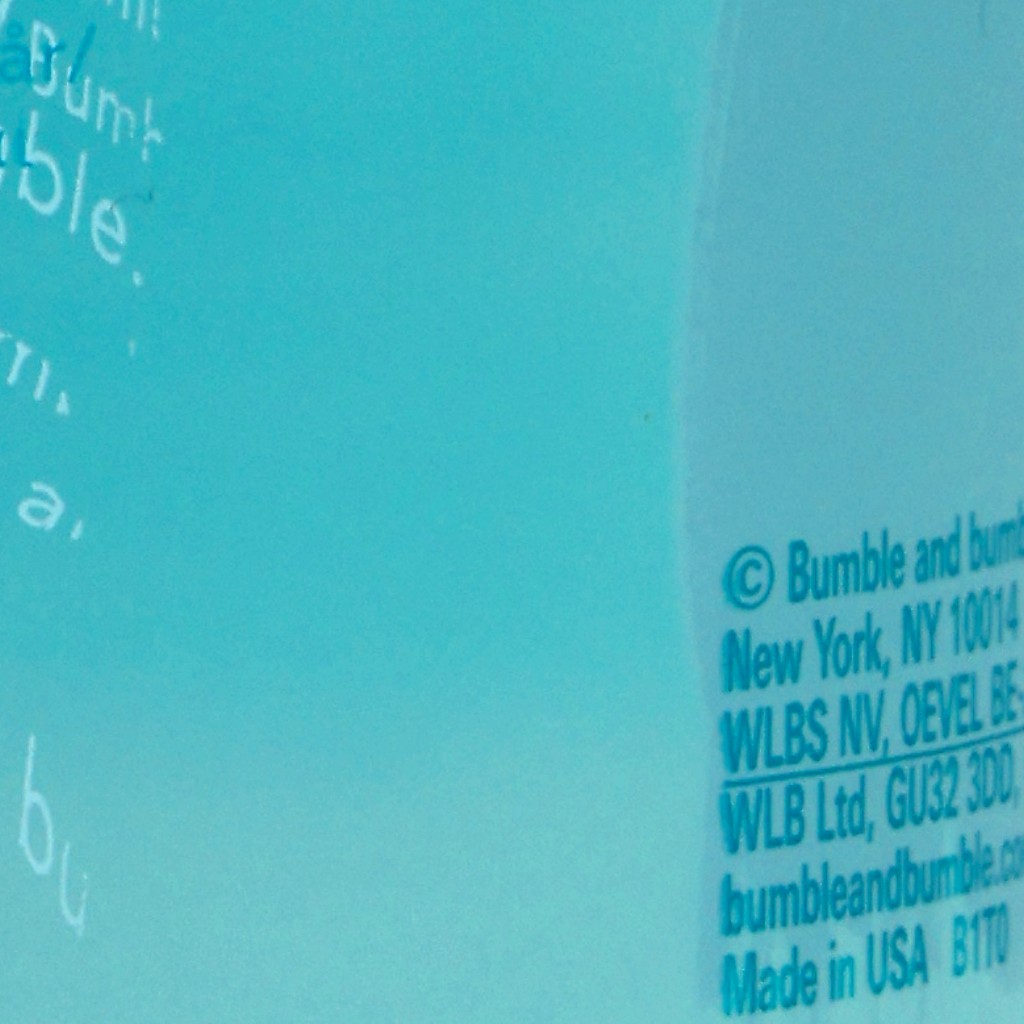 ble.
a.
bu
© Bumble and bumb
New York, NY 10014
WLBS NV, OEVEL BE-
WLB Ltd, GU32 3DD,
bumbleandbumble.co
Made in USA B1T0